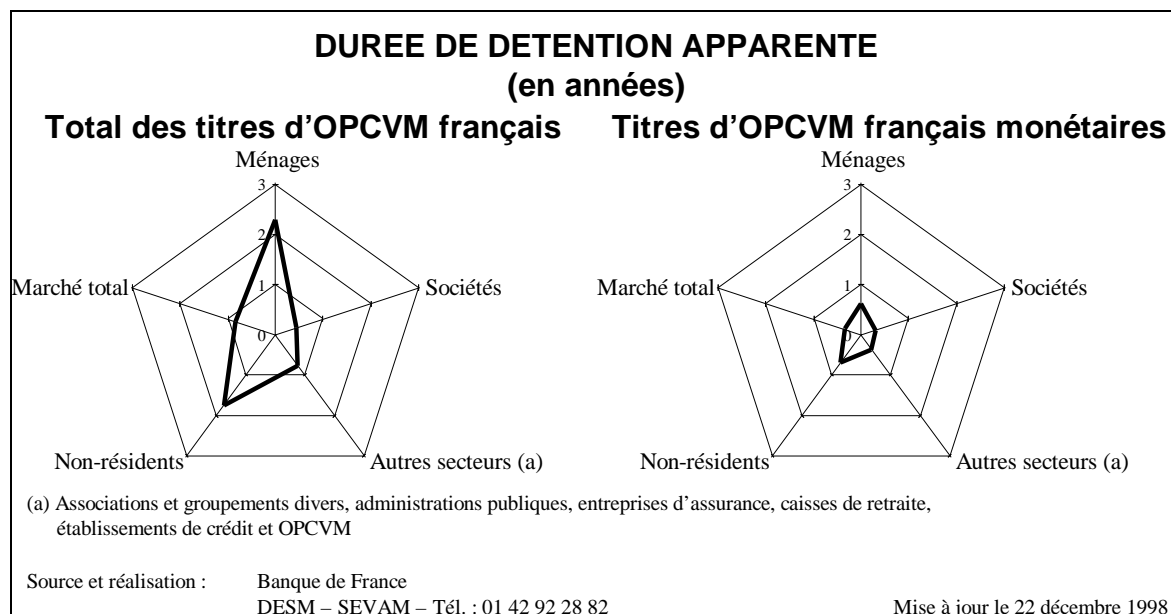 DUREE DE DETENTION APPARENTE
(en années)
Total des titres d'OPCVM français
Ménages
3
2
1
0
Marché total
Sociétés
Non-résidents
Autres secteurs (a)
Titres d'OPCVM français monétaires
Ménages
3
2
1
0
Marché total
Sociétés
Non-résidents
Autres secteurs (a)
(a) Associations et groupements divers, administrations publiques, entreprises d'assurance, caisses de retraite,
établissements de crédit et OPCVM
Source et réalisation : Banque de France
DESM – SEVAM – Tél. : 01 42 92 28 82 Mise à jour le 22 décembre 1998